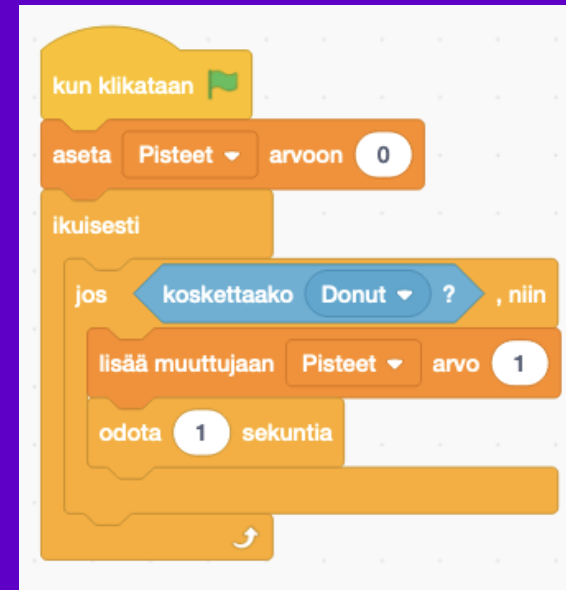 kun klikataan
aseta Pisteet arvoon 0
ikuisesti
jos koskettaako Donut ? , niin
lisää muuttujaan Pisteet arvo 1
odota 1 sekuntia